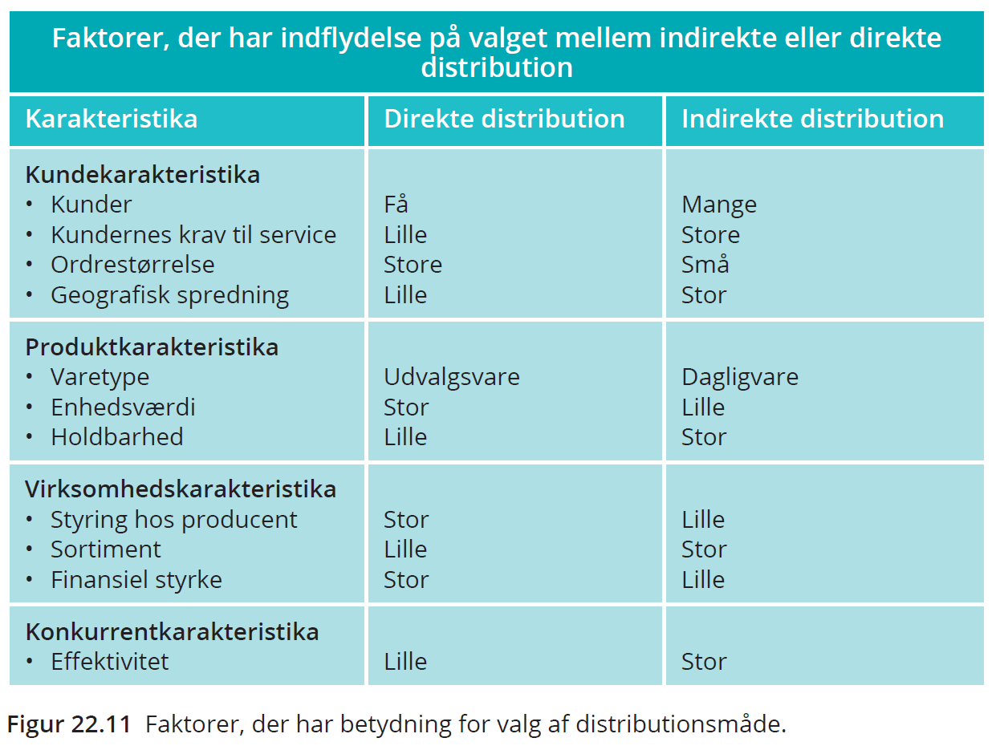 Faktorer, der har indflydelse på valget mellem indirekte eller direkte
distribution
Karakteristika Direkte distribution Indirekte distribution
Kundekarakteristika
• Kunder Få Mange
• Kundernes krav til service Lille Store
• Ordrestørrelse Store Små
• Geografisk spredning Lille Stor
Produktkarakteristika
• Varetype Udvalgsvare Dagligvare
• Enhedsværdi Stor Lille
• Holdbarhed Lille Stor
Virksomhedskarakteristika
• Styring hos producent Stor Lille
• Sortiment Lille Stor
• Finansiel styrke Stor Lille
Konkurrentkarakteristika
• Effektivitet Lille Stor
Figur 22.11 Faktorer, der har betydning for valg af distributionsmåde.